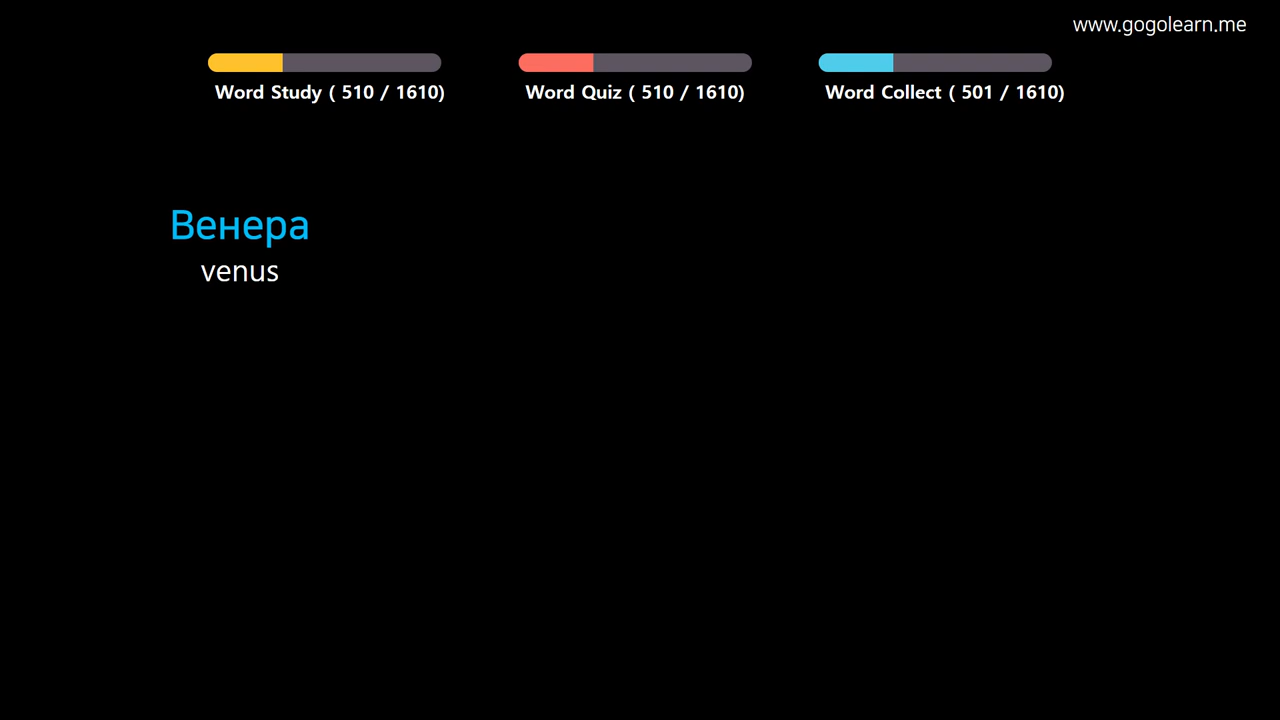 www.gogolearn.me
Word Study ( 510 / 1610)
Word Quiz ( 510 / 1610)
Word Collect ( 501 / 1610)
Венера
venus